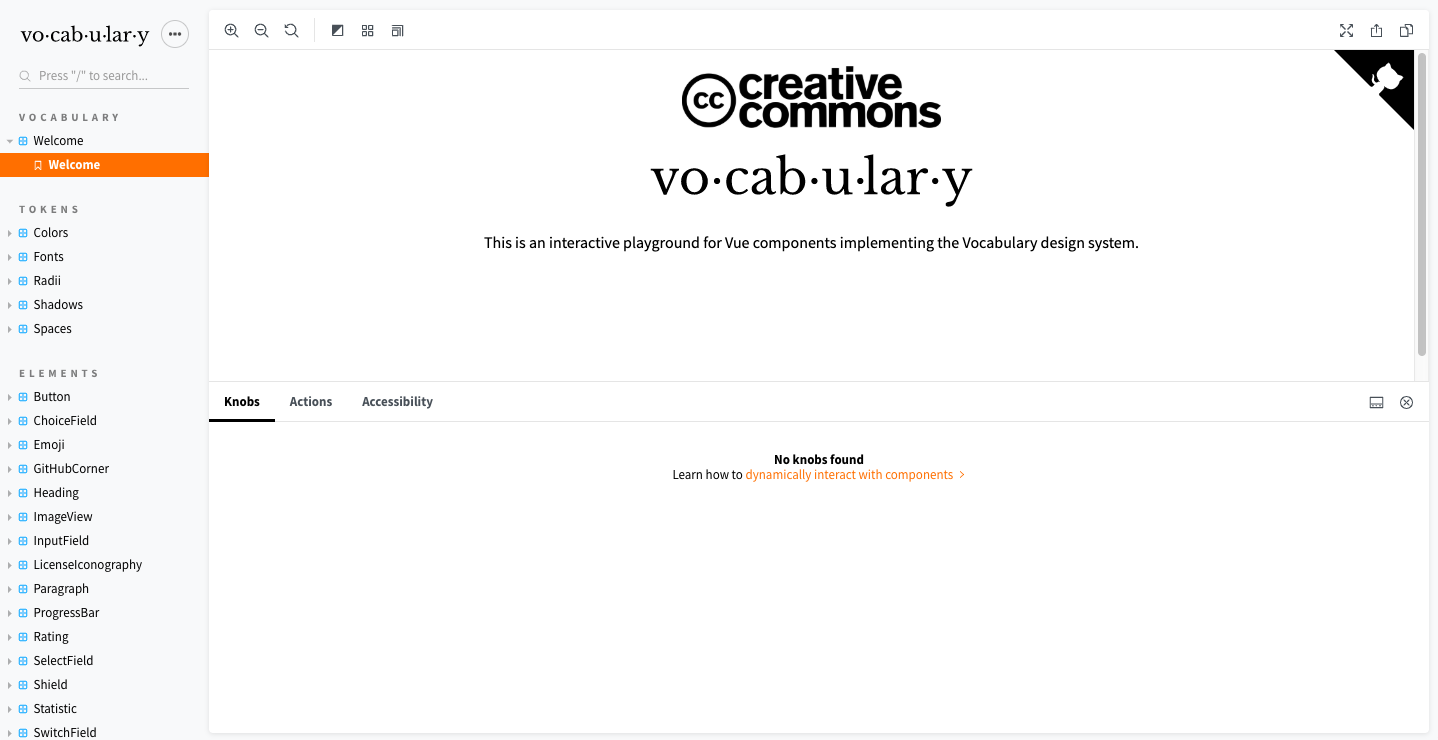 vo·cab·u·lar·y
Press "/" to search...
VOCABULARY
Welcome
Welcome
TOKENS
Colors
Fonts
Radii
Shadows
Spaces
ELEMENTS
Button
ChoiceField
Emoji
GitHubCorner
Heading
ImageView
InputField
LicenseIconography
Paragraph
ProgressBar
Rating
SelectField
Shield
Statistic
SwitchField
cc creative
commons
vo·cab·u·lar·y
This is an interactive playground for Vue components implementing the Vocabulary design system.
Knobs Actions Accessibility
No knobs found
Learn how to dynamically interact with components